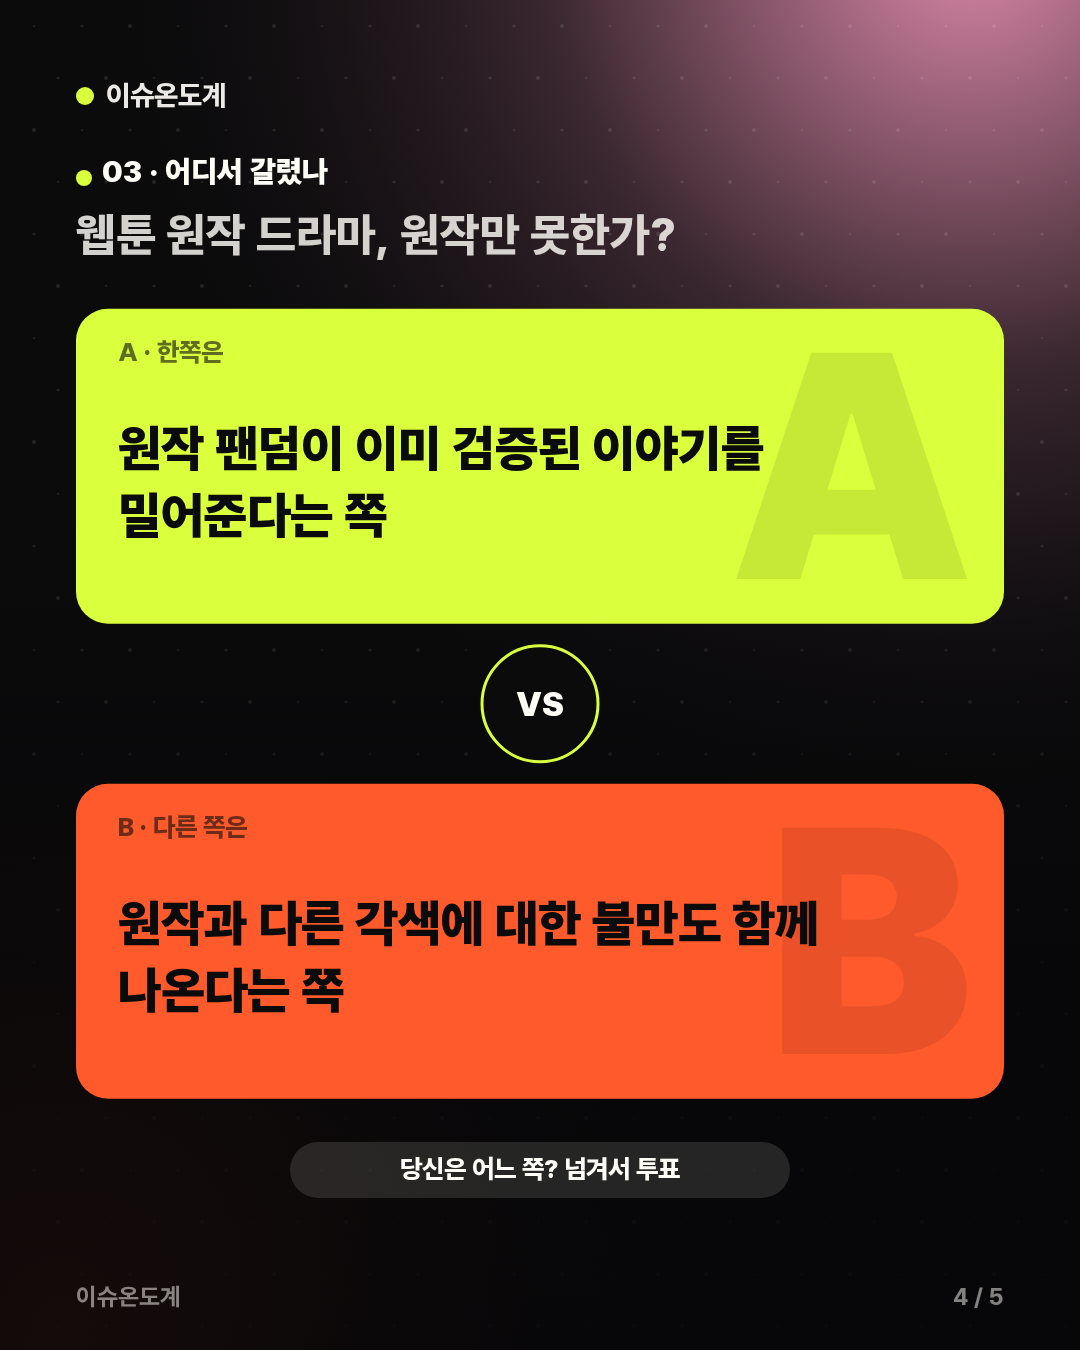 이슈온도계
03 · 어디서 갈렸나
웹툰 원작 드라마, 원작만 못한가?
A · 한쪽은
원작 팬덤이 이미 검증된 이야기를
밀어준다는 쪽
A
VS
B · 다른 쪽은
원작과 다른 각색에 대한 불만도 함께
나온다는 쪽
B
당신은 어느 쪽? 넘겨서 투표
이슈온도계
4 / 5